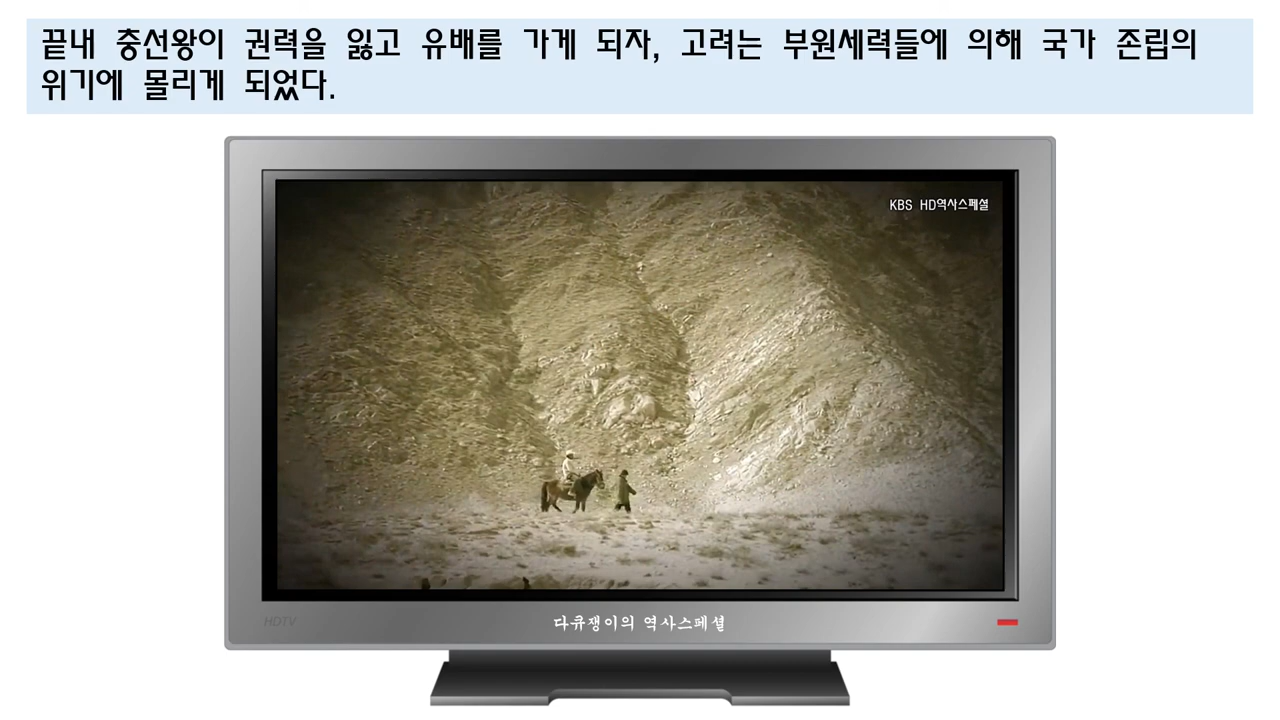 끝내 충선왕이 권력을 잃고 유배를 가게 되자, 고려는 부원세력들에 의해 국가 존립의
위기에 몰리게 되었다.
KBS HD역사스페셜
HDTV
다큐쟁이의 역사스페셜